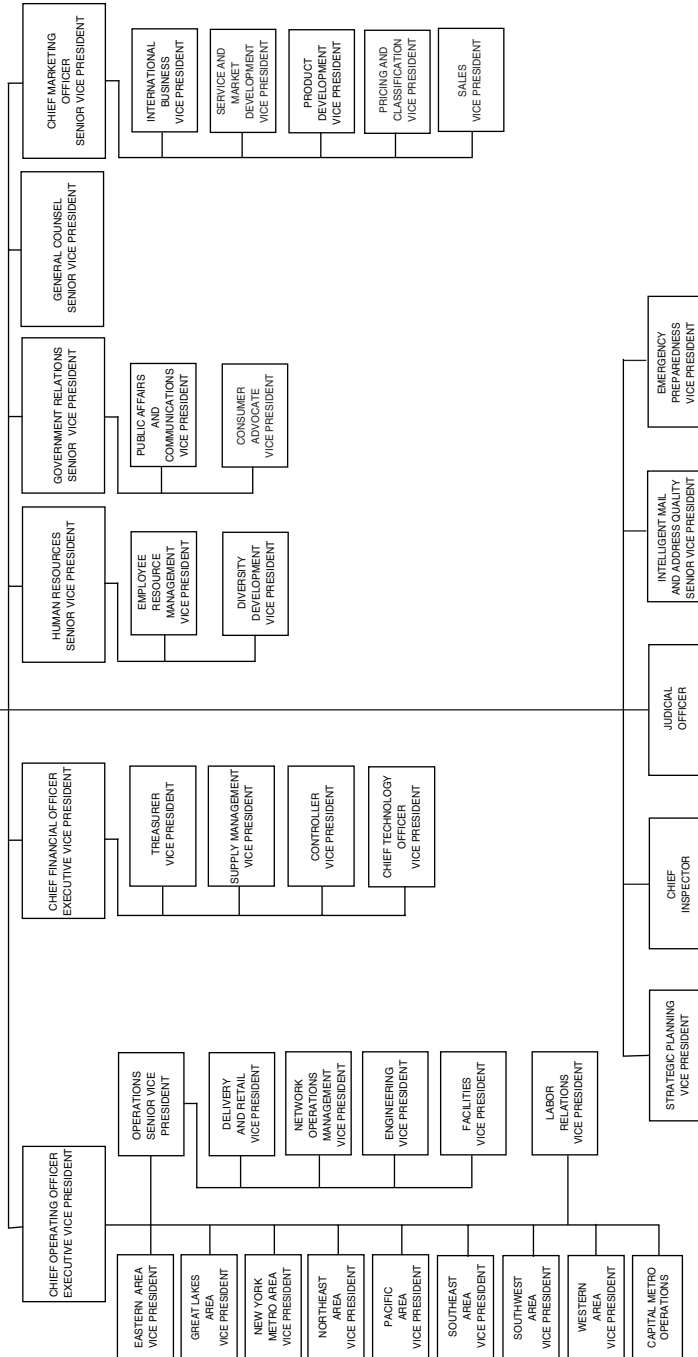 CHIEF OPERATING OFFICER
EXECUTIVE VICE PRESIDENT
CHIEF FINANCIAL OFFICER
EXECUTIVE VICE PRESIDENT
HUMAN RESOURCES
SENIOR VICE PRESIDENT
GOVERNMENT RELATIONS
SENIOR VICE PRESIDENT
GENERAL COUNSEL
SENIOR VICE PRESIDENT
CHIEF MARKETING
OFFICER
SENIOR VICE PRESIDENT
EASTERN AREA
VICE PRESIDENT
GREAT LAKES
AREA
VICE PRESIDENT
NEW YORK
METRO AREA
VICE PRESIDENT
NORTHEAST
AREA
VICE PRESIDENT
PACIFIC
AREA
VICE PRESIDENT
SOUTHEAST
AREA
VICE PRESIDENT
SOUTHWEST
AREA
VICE PRESIDENT
WESTERN
AREA
VICE PRESIDENT
CAPITAL METRO
OPERATIONS
OPERATIONS
SENIOR VICE
PRESIDENT
DELIVERY
AND RETAIL
VICE PRESIDENT
NETWORK
OPERATIONS
MANAGEMENT
VICE PRESIDENT
ENGINEERING
VICE PRESIDENT
FACILITIES
VICE PRESIDENT
LABOR
RELATIONS
VICE PRESIDENT
TREASURER
VICE PRESIDENT
SUPPLY MANAGEMENT
VICE PRESIDENT
CONTROLLER
VICE PRESIDENT
CHIEF TECHNOLOGY
OFFICER
VICE PRESIDENT
EMPLOYEE
RESOURCE
MANAGEMENT
VICE PRESIDENT
DIVERSITY
DEVELOPMENT
VICE PRESIDENT
PUBLIC AFFAIRS
AND
COMMUNICATIONS
VICE PRESIDENT
CONSUMER
ADVOCATE
VICE PRESIDENT
INTERNATIONAL
BUSINESS
VICE PRESIDENT
SERVICE AND
MARKET
DEVELOPMENT
VICE PRESIDENT
PRODUCT
DEVELOPMENT
VICE PRESIDENT
PRICING AND
CLASSIFICATION
VICE PRESIDENT
SALES
VICE PRESIDENT
STRATEGIC PLANNING
VICE PRESIDENT
CHIEF
INSPECTOR
JUDICIAL
OFFICER
INTELLIGENT MAIL
AND ADDRESS QUALITY
SENIOR VICE PRESIDENT
EMERGENCY
PREPAREDNESS
VICE PRESIDENT